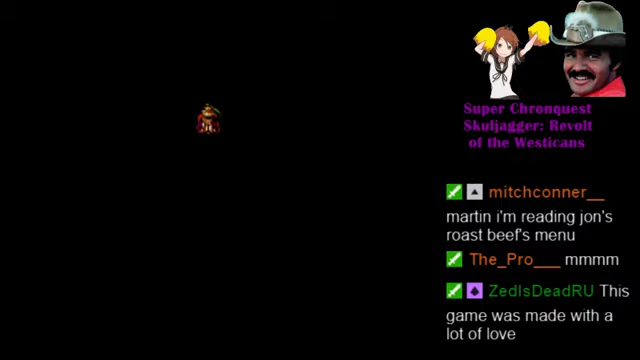 Super Chronquest
Skuljagger: Revolt
of the Westicans
mitchconner__
martin i'm reading jon's
roast beef's menu
The_Pro___ mmmm
ZedIsDeadRU This
game was made with a
lot of love